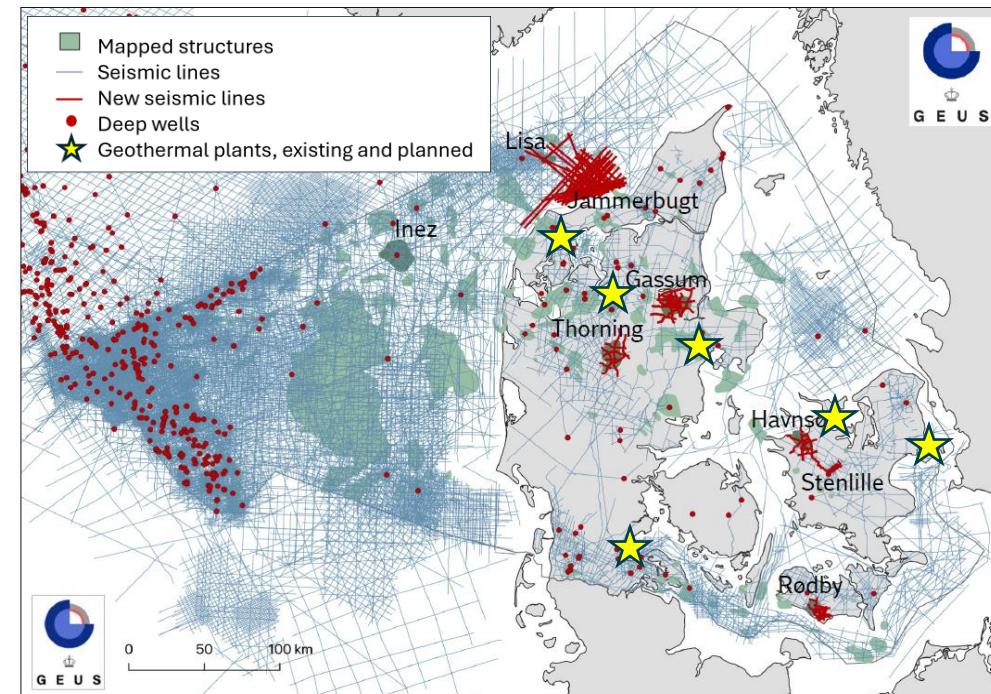 Mapped structures
Seismic lines
New seismic lines
Deep wells
Geothermal plants, existing and planned
GEUS
Lisa
Jammerbugt
Inez
Gassum
Thorning
Havnsø
Stenlille
Rødby
0 50 100 km
GEUS